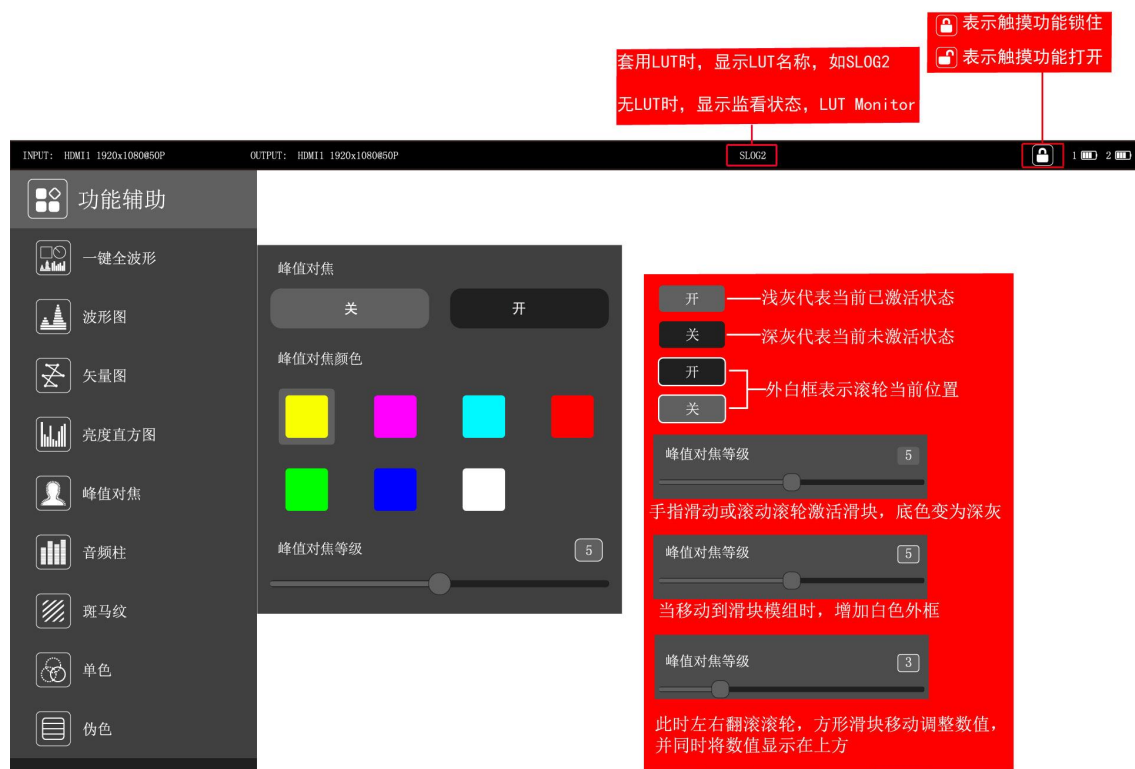 表示触摸功能锁住
表示触摸功能打开
套用LUT时，显示LUT名称，如SLOG2
无LUT时，显示监看状态，LUT Monitor
INPUT: HDMI1 1920x1080@50P
OUTPUT: HDMI1 1920x1080@50P
SLOG2
1
2
功能辅助
一键全波形
波形图
矢量图
亮度直方图
峰值对焦
音频柱
斑马纹
单色
伪色
峰值对焦
关
开
峰值对焦颜色
峰值对焦等级
5
开
浅灰代表当前已激活状态
关
深灰代表当前未激活状态
开
关
外白框表示滚轮当前位置
峰值对焦等级
5
手指滑动或滚动滚轮激活滑块，底色变为深灰
峰值对焦等级
5
当移动到滑块模组时，增加白色外框
峰值对焦等级
3
此时左右翻滚滚轮，方形滑块移动调整数值，
并同时将数值显示在上方